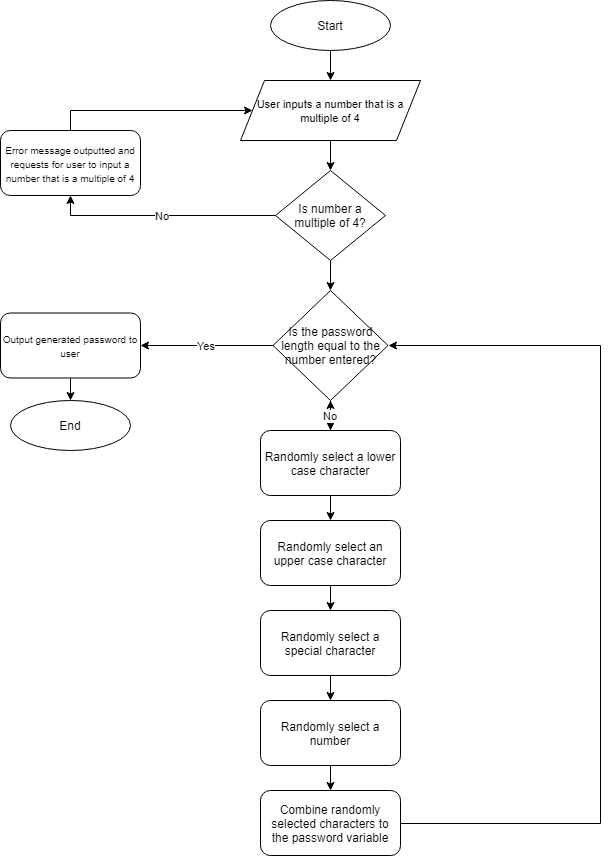 Start
User inputs a number that is a
multiple of 4
Error message outputted and
requests for user to input a
number that is a multiple of 4
Is number a
multiple of 4?
No
Is the password
length equal to the
number entered?
Yes
Output generated password to
user
End
No
Randomly select a lower
case character
Randomly select an
upper case character
Randomly select a
special character
Randomly select a
number
Combine randomly
selected characters to
the password variable